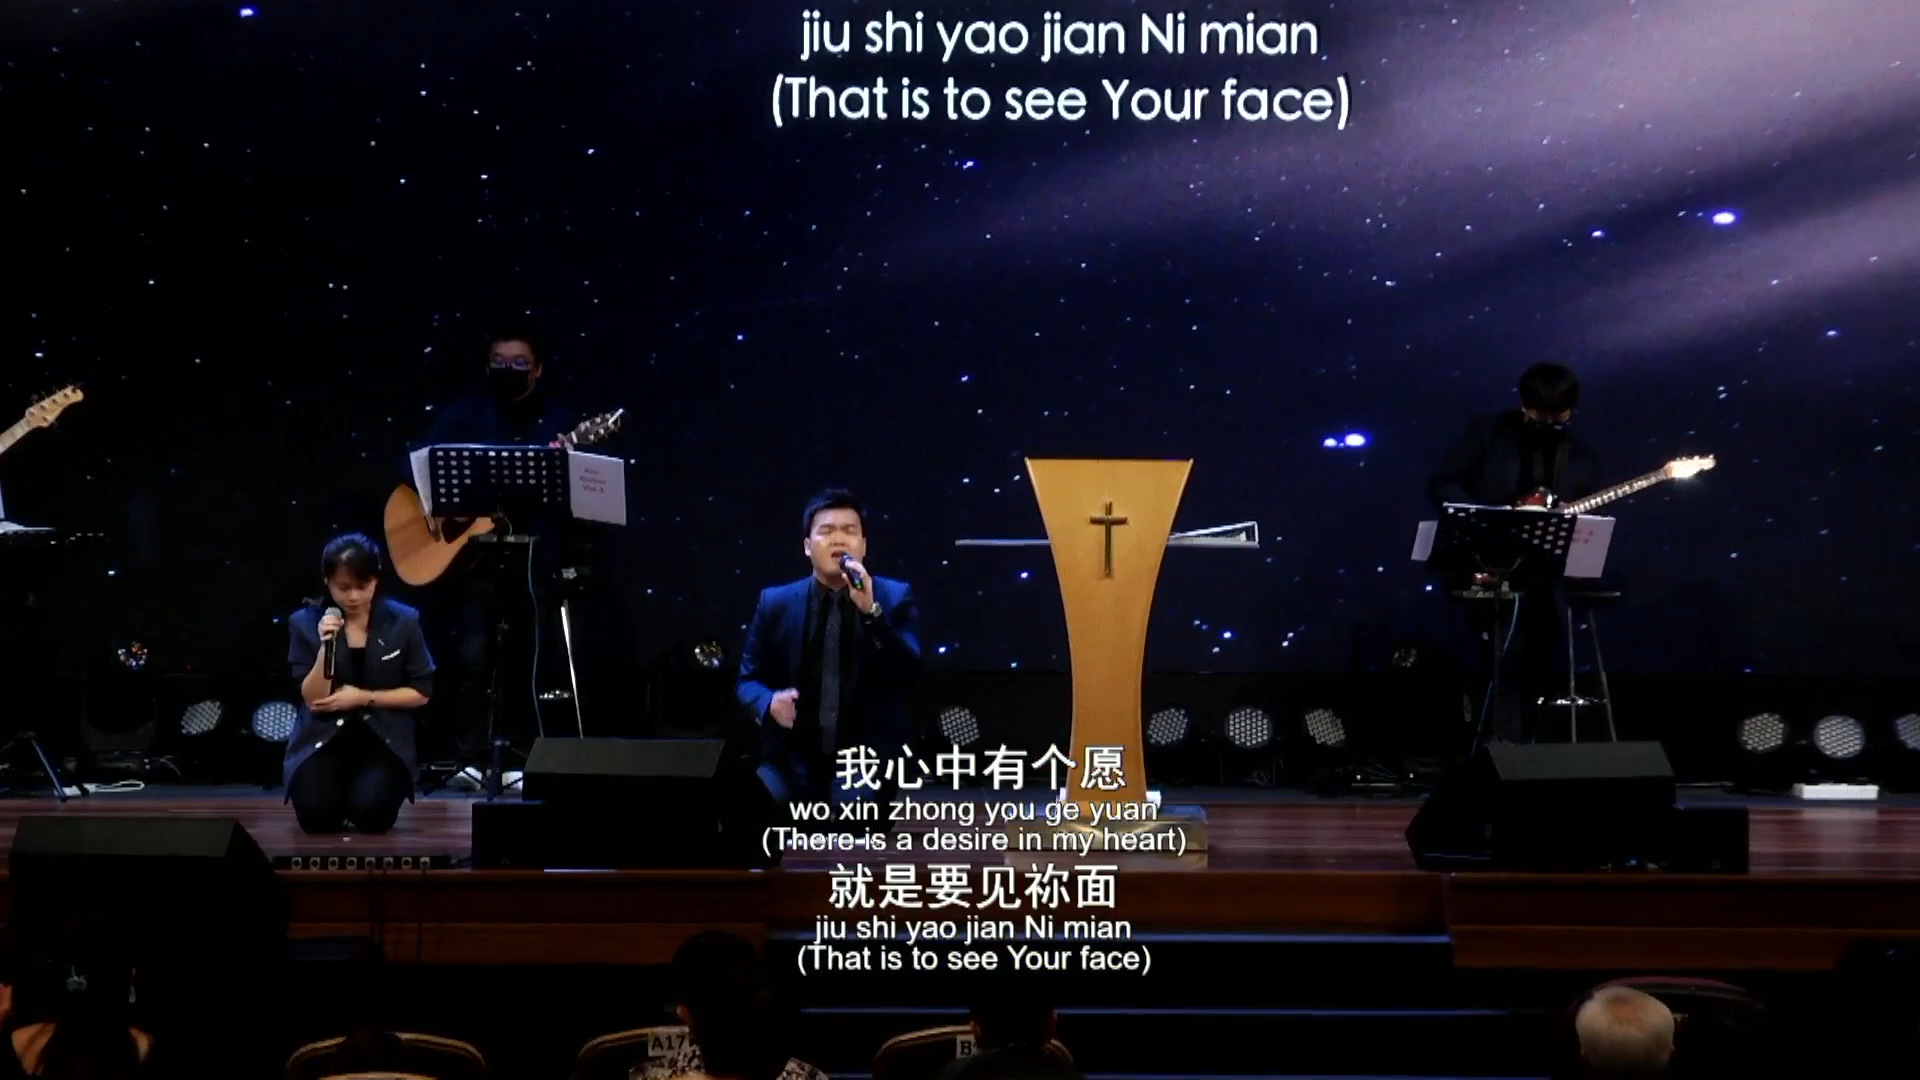 jiu shi yao jian Ni mian
(That is to see Your face)
我心中有个愿
wo xin zhong you ge yuan
(There is a desire in my heart)
就是要见祢面
jiu shi yao jian Ni mian
(That is to see Your face)
A17